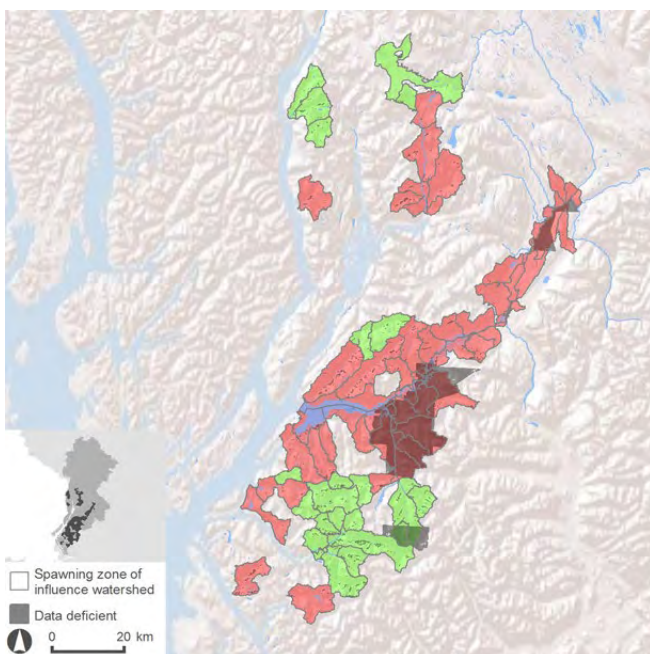 Spawning zone of
influence watershed
Data deficient
0 20 km